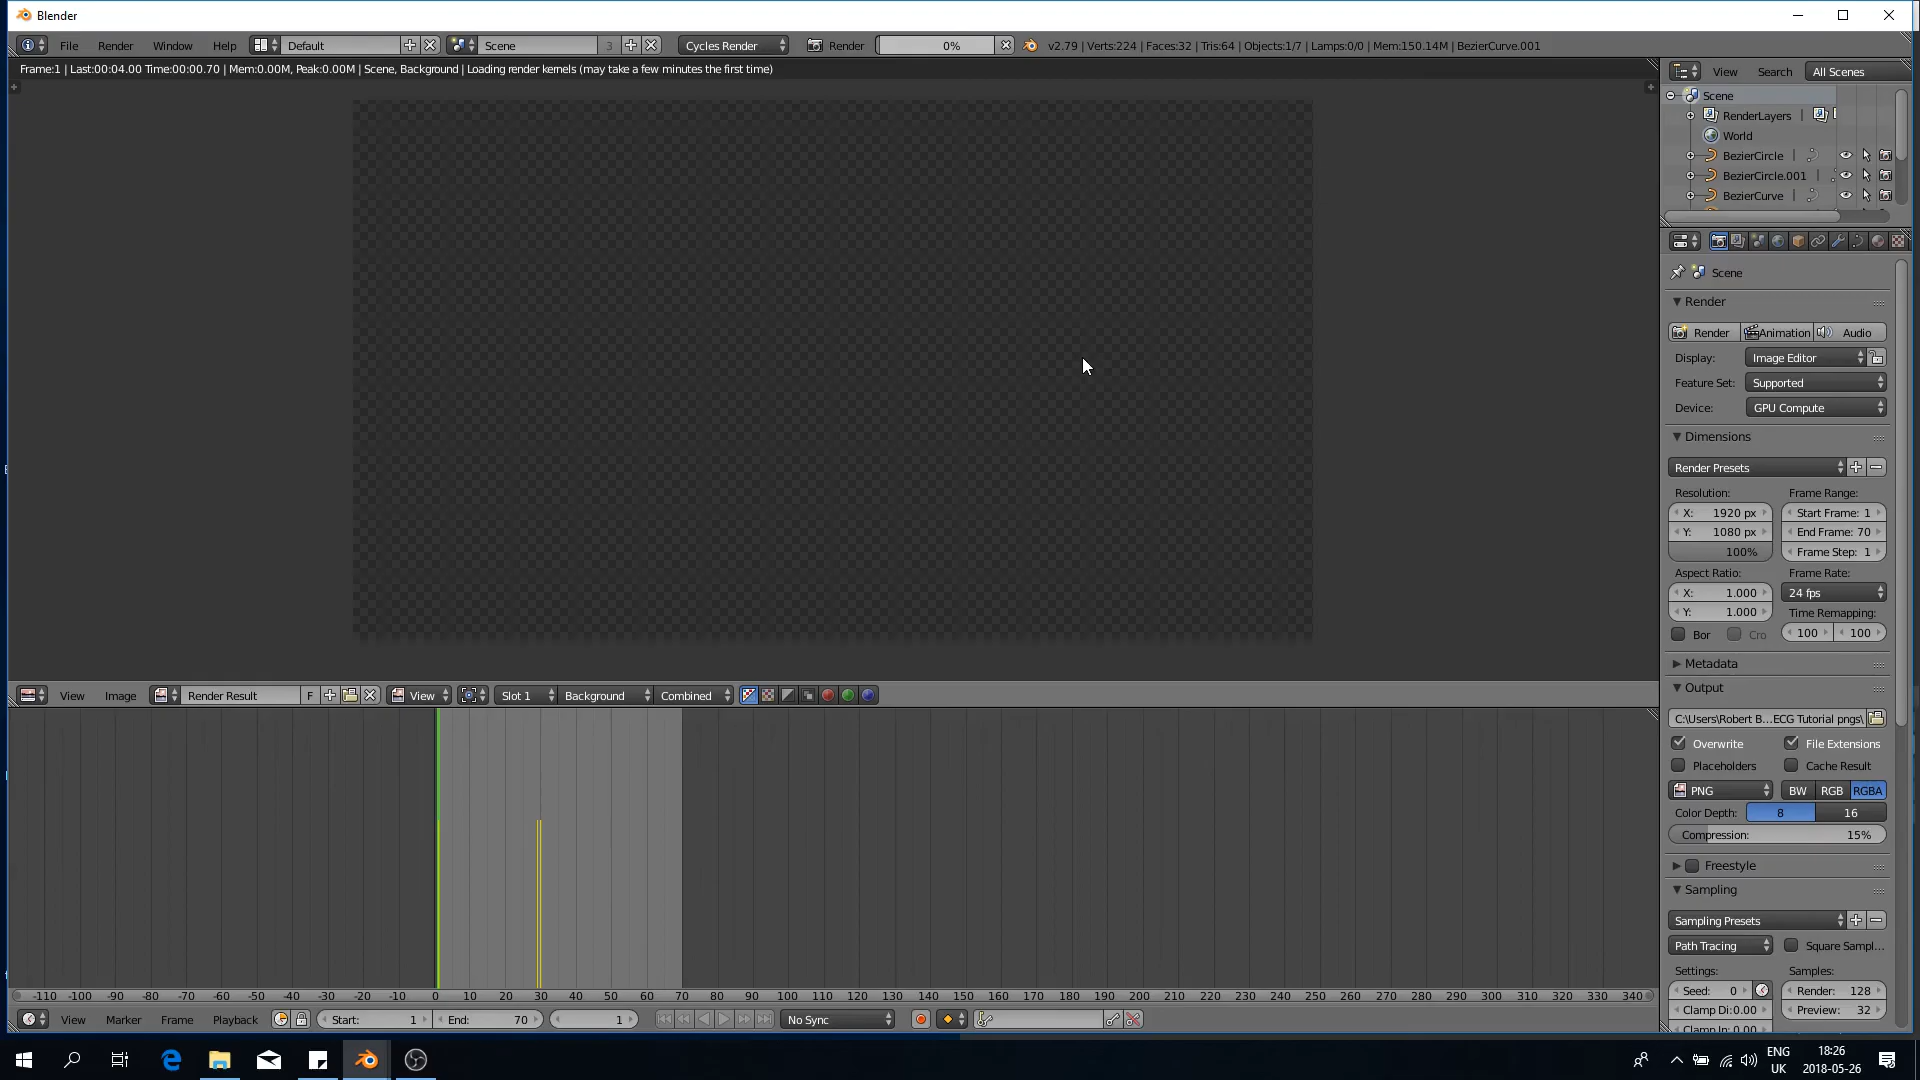 Blender
File Render Window Help Default Scene 3 Cycles Render Render 0% v2.79 | Verts:224 | Faces:32 | Tris:64 | Objects:1/7 | Lamps:0/0 | Mem:150.14M | BezierCurve.001
Frame:1 | Last:00:04.00 Time:00:00.70 | Mem:0.00M, Peak:0.00M | Scene, Background | Loading render kernels (may take a few minutes the first time)
View Search All Scenes
Scene
RenderLayers
World
BezierCircle
BezierCircle.001
BezierCurve
Scene
Render
Render Animation Audio
Display: Image Editor
Feature Set: Supported
Device: GPU Compute
Dimensions
Render Presets
Resolution: Frame Range:
X: 1920 px Start Frame: 1
Y: 1080 px End Frame: 70
100% Frame Step: 1
Aspect Ratio: Frame Rate:
X: 1.000 24 fps
Y: 1.000 Time Remapping:
Bor Cro 100 100
Metadata
Output
C:\Users\Robert B...ECG Tutorial pngs\
Overwrite File Extensions
Placeholders Cache Result
PNG BW RGB RGBA
Color Depth: 8 16
Compression: 15%
Freestyle
Sampling
Sampling Presets
Path Tracing Square Sampl...
Settings: Samples:
Seed: 0 Render: 128
Clamp Di:0.00 Preview: 32
Clamp In: 0.00
View Image Render Result F View Slot 1 Background Combined
-110 -100 -90 -80 -70 -60 -50 -40 -30 -20 -10 0 10 20 30 40 50 60 70 80 90 100 110 120 130 140 150 160 170 180 190 200 210 220 230 240 250 260 270 280 290 300 310 320 330 340
View Marker Frame Playback Start: 1 End: 70 1 No Sync
ENG
UK
18:26
2018-05-26